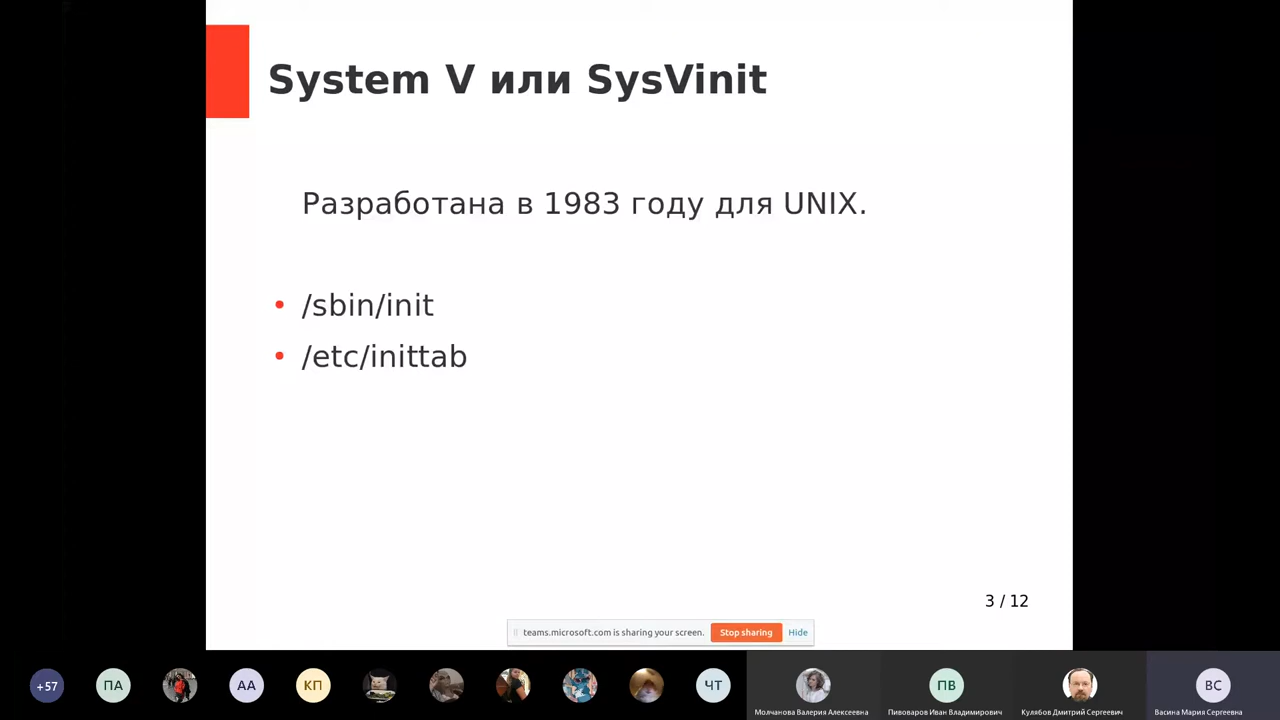 System V или SysVinit
Разработана в 1983 году для UNIX.
• /sbin/init
• /etc/inittab
3 / 12
teams.microsoft.com is sharing your screen. Stop sharing Hide
+57 ПА АА КП ЧТ ПВ ВС
Молчанова Валерия Алексеевна Пивоваров Иван Владимирович Кулябов Дмитрий Сергеевич Васина Мария Сергеевна